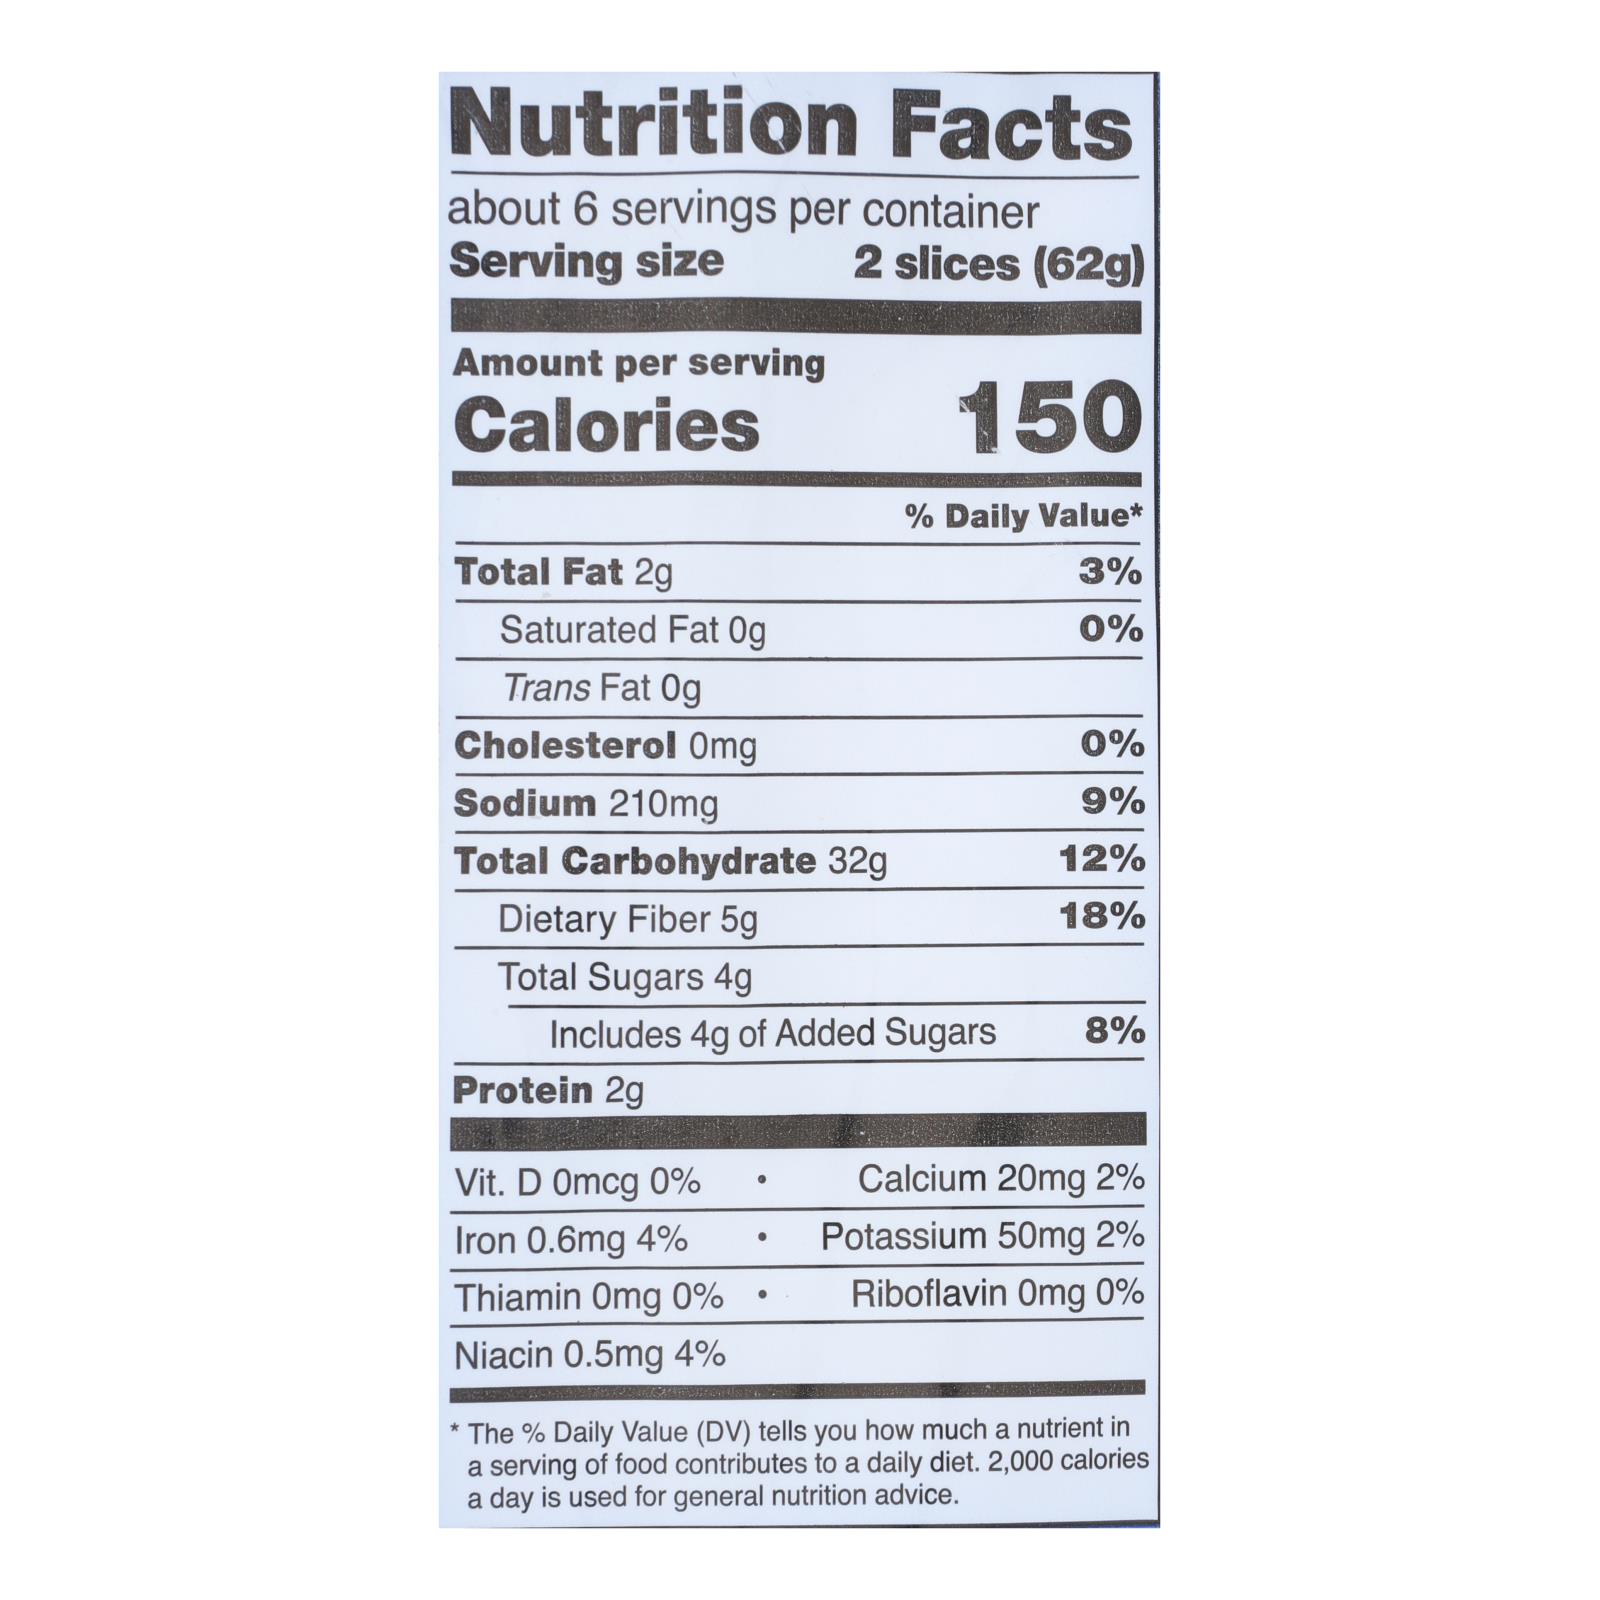 Nutrition Facts
about 6 servings per container
Serving size 2 slices (62g)
Amount per serving
Calories 150
% Daily Value*
Total Fat 2g 3%
Saturated Fat 0g 0%
Trans Fat 0g
Cholesterol 0mg 0%
Sodium 210mg 9%
Total Carbohydrate 32g 12%
Dietary Fiber 5g 18%
Total Sugars 4g
Includes 4g of Added Sugars 8%
Protein 2g
Vit. D 0mcg 0% • Calcium 20mg 2%
Iron 0.6mg 4% • Potassium 50mg 2%
Thiamin 0mg 0% • Riboflavin 0mg 0%
Niacin 0.5mg 4%
* The % Daily Value (DV) tells you how much a nutrient in
a serving of food contributes to a daily diet. 2,000 calories
a day is used for general nutrition advice.